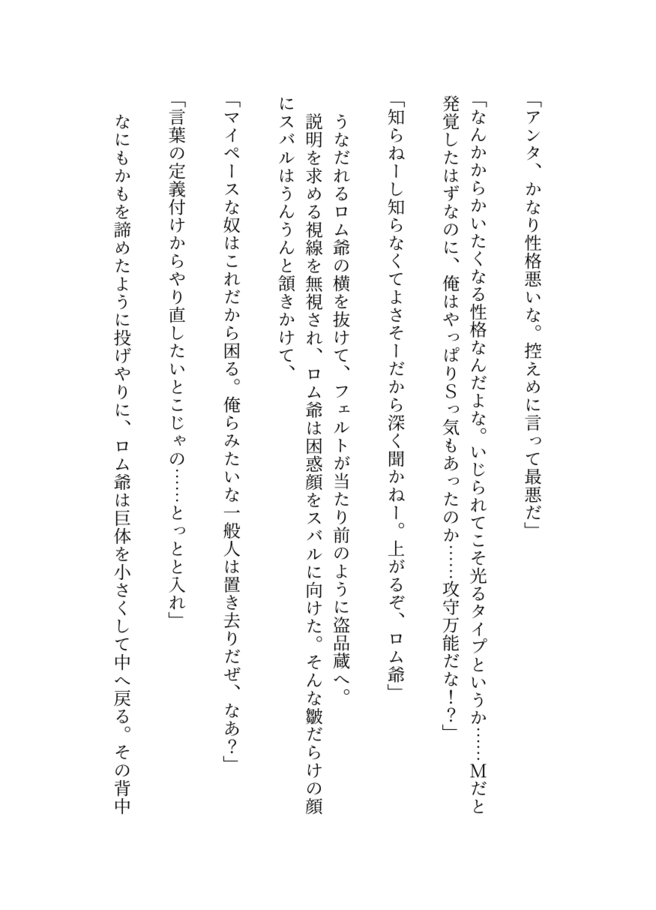 「アンタ、かなり性格悪いな。控えめに言って最悪だ」
「なんかからかいたくなる性格なんだよな。いじられてこそ光るタイプというか……Ｍだと
発覚したはずなのに、俺はやっぱりＳっ気もあったのか……攻守万能だな！？」
「知らねーし知らなくてよさそーだから深く聞かねー。上がるぞ、ロム爺」
うなだれるロム爺の横を抜けて、フェルトが当たり前のように盗品蔵へ。
説明を求める視線を無視され、ロム爺は困惑顔をスバルに向けた。そんな皺だらけの顔
にスバルはうんうんと頷きかけて、
「マイペースな奴はこれだから困る。俺らみたいな一般人は置き去りだぜ、なあ？」
「言葉の定義付けからやり直したいとこじゃの……とっとと入れ」
なにもかもを諦めたように投げやりに、ロム爺は巨体を小さくして中へ戻る。その背中